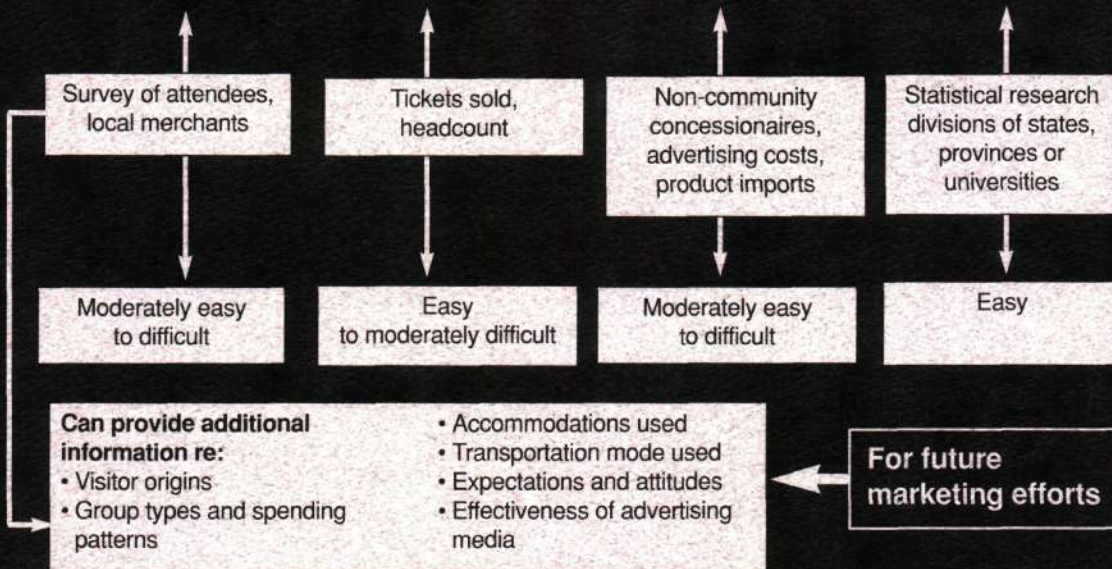 Survey of attendees,
local merchants
Tickets sold,
headcount
Non-community
concessionaires,
advertising costs,
product imports
Statistical research
divisions of states,
provinces or
universities
Moderately easy
to difficult
Easy
to moderately difficult
Moderately easy
to difficult
Easy
Can provide additional
information re:
• Visitor origins
• Group types and spending
patterns
• Accommodations used
• Transportation mode used
• Expectations and attitudes
• Effectiveness of advertising
media
For future
marketing efforts